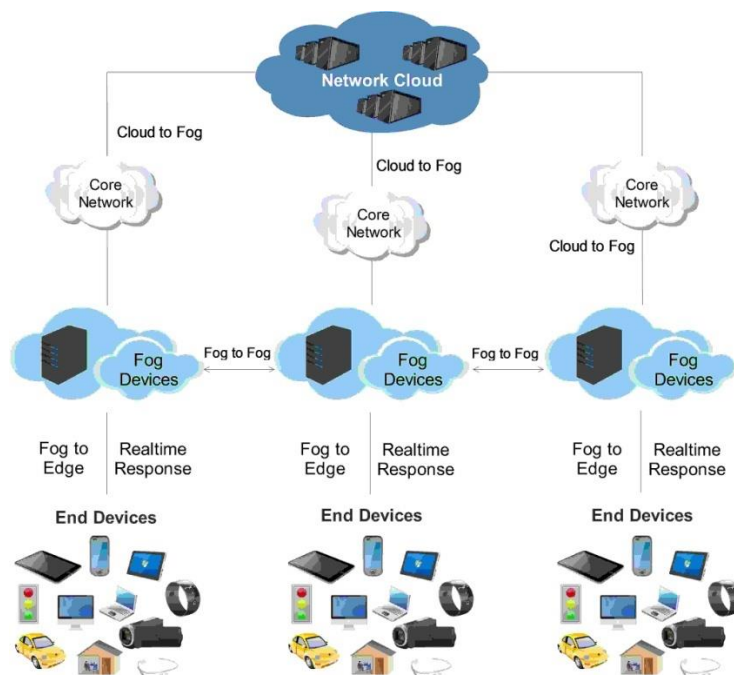 Network Cloud
Cloud to Fog
Cloud to Fog
Core
Network
Core
Network
Core
Network
Cloud to Fog
Fog
Devices
Fog to Fog
Fog
Devices
Fog to Fog
Fog
Devices
Fog to
Edge
Realtime
Response
Fog to
Edge
Realtime
Response
Fog to
Edge
Realtime
Response
End Devices
End Devices
End Devices